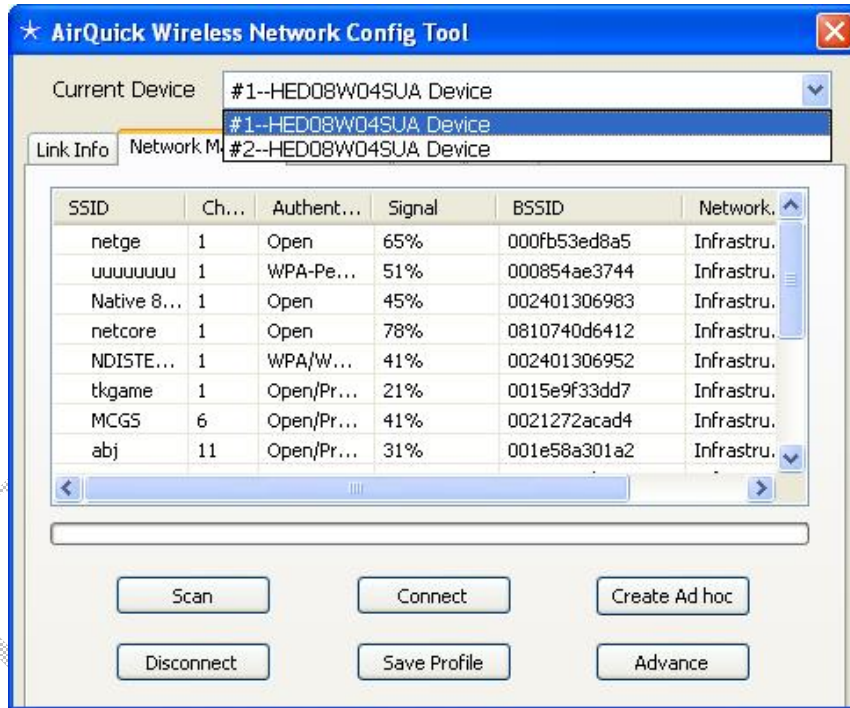 AirQuick Wireless Network Config Tool
Current Device #1--HED08W04SUA Device
#1--HED08W04SUA Device
#2--HED08W04SUA Device
Link Info Network M
SSID Ch... Authent... Signal BSSID Network.
netge 1 Open 65% 000fb53ed8a5 Infrastru.
uuuuuuuu 1 WPA-Pe... 51% 000854ae3744 Infrastru.
Native 8... 1 Open 45% 002401306983 Infrastru.
netcore 1 Open 78% 0810740d6412 Infrastru.
NDISTE... 1 WPA/W... 41% 002401306952 Infrastru.
tkgame 1 Open/Pr... 21% 0015e9f33dd7 Infrastru.
MCGS 6 Open/Pr... 41% 0021272acad4 Infrastru.
abj 11 Open/Pr... 31% 001e58a301a2 Infrastru.
Scan Connect Create Ad hoc
Disconnect Save Profile Advance